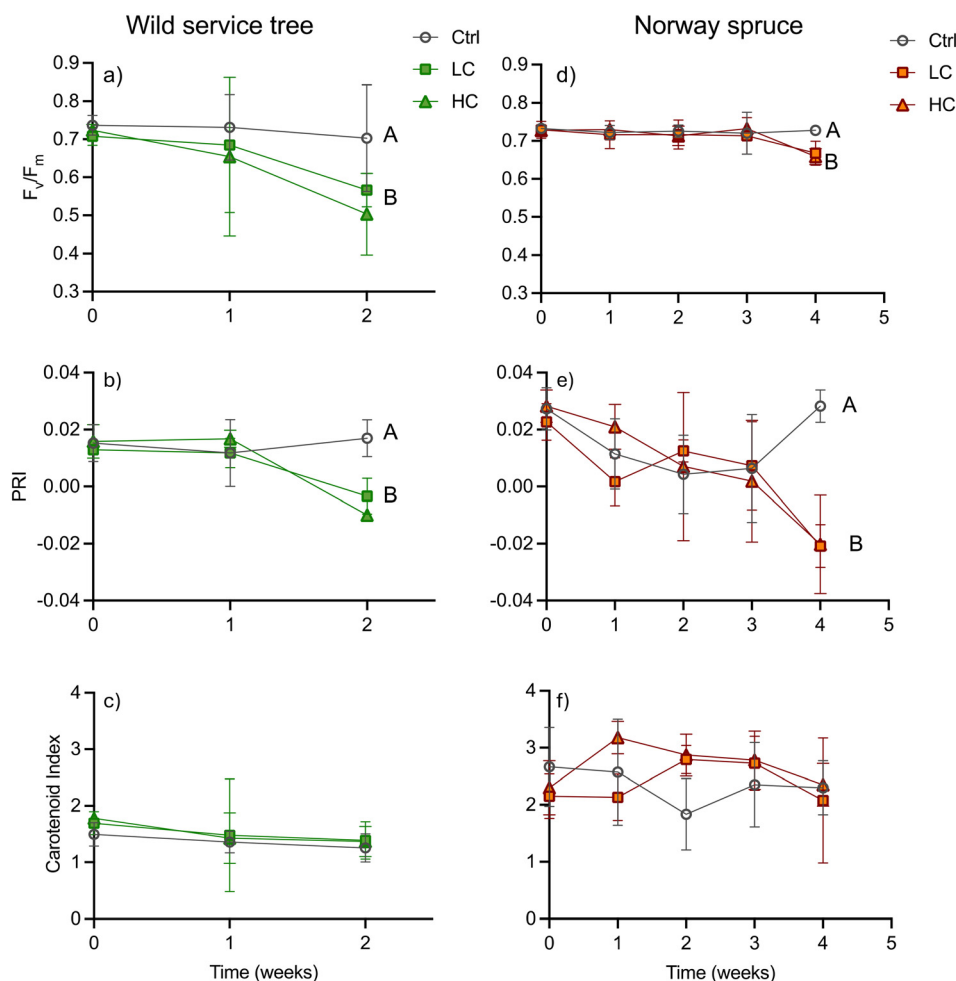 Wild service tree
Norway spruce
Ctrl
LC
HC
Ctrl
LC
HC
a)
0.9
0.8
0.7
0.6
0.5
0.4
0.3
Fv/Fm
A
B
0
1
2
d)
0.9
0.8
0.7
0.6
0.5
0.4
0.3
A
B
0
1
2
3
4
5
b)
0.04
0.02
0.00
-0.02
-0.04
PRI
A
B
0
1
2
e)
0.04
0.02
0.00
-0.02
-0.04
A
B
0
1
2
3
4
5
c)
4
3
2
1
0
Carotenoid Index
0
1
2
Time (weeks)
f)
4
3
2
1
0
0
1
2
3
4
5
Time (weeks)